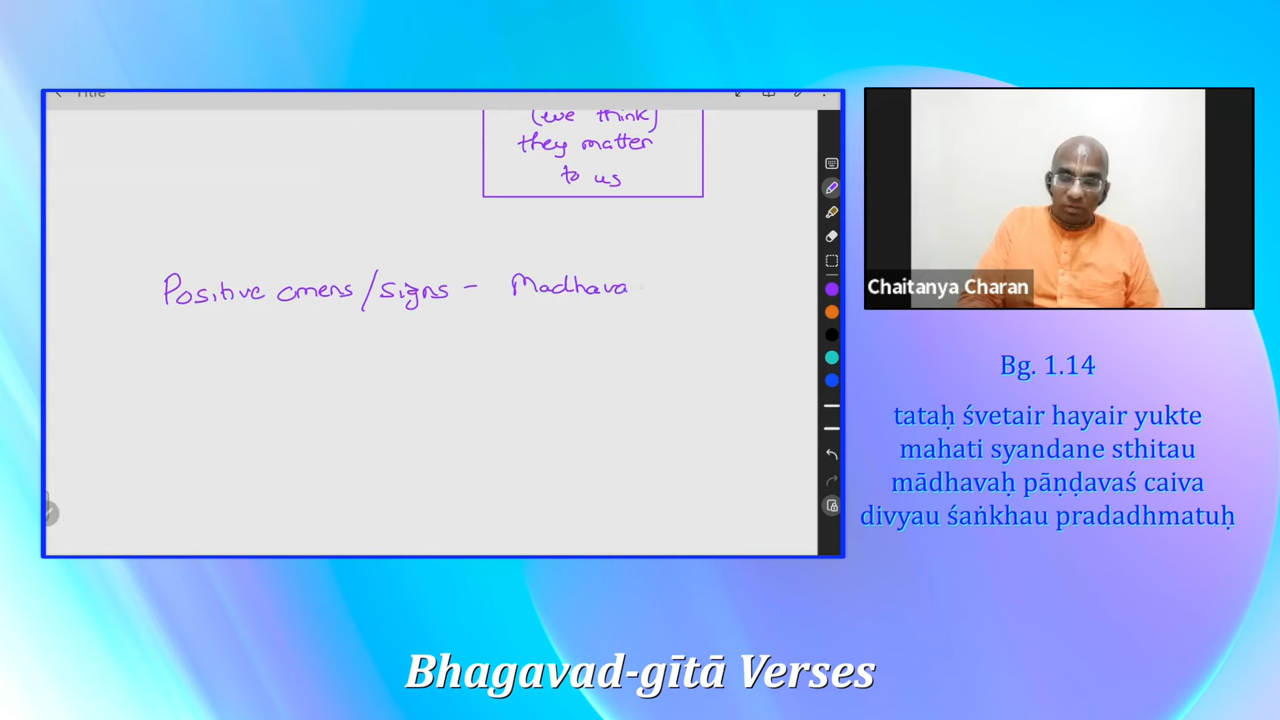 Title
(we think)
they matter
to us
Positive omens/signs - Madhava
Chaitanya Charan
Bg. 1.14
tataḥ śvetair hayair yukte
mahati syandane sthitau
mādhavaḥ pāṇḍavaś caiva
divyau śaṅkhau pradadhmatuḥ
Bhagavad-gītā Verses